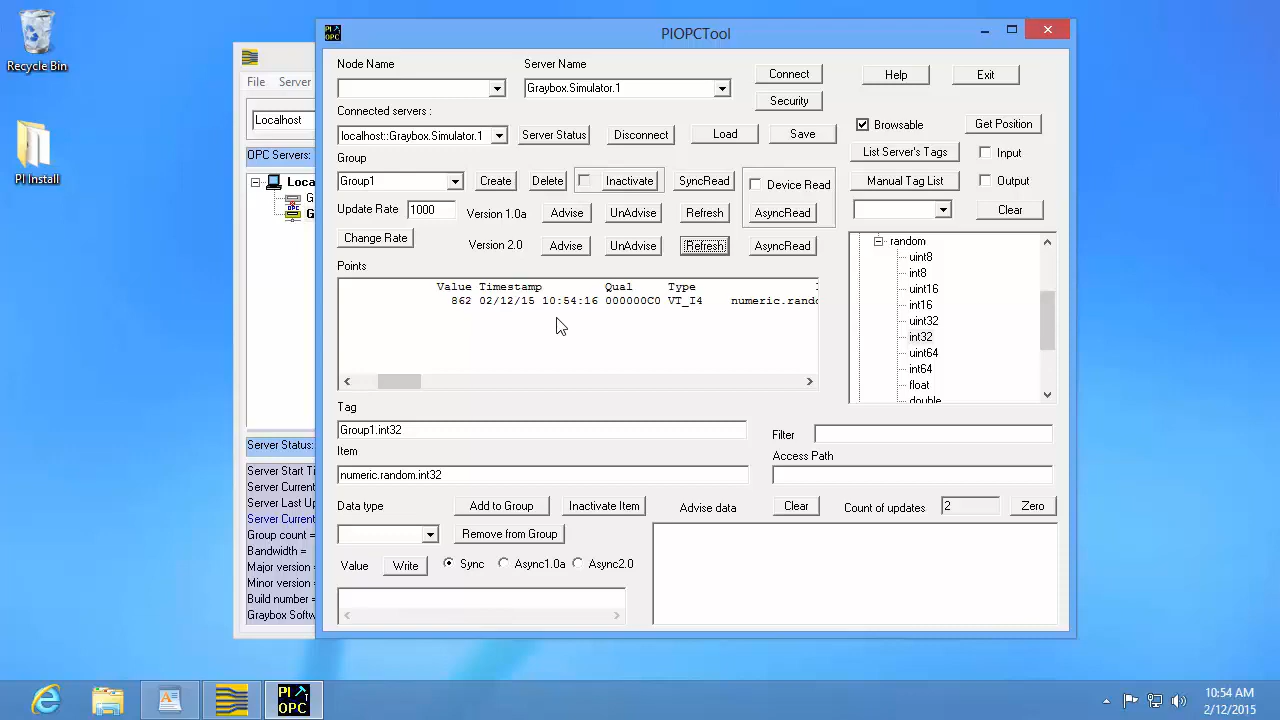 Recycle Bin
PI Install
PI
OPC
PIOPCTool
File Server
Localhost
OPC Servers:
Loca
G
G
Server Status:
Server Start Ti
Server Current
Server Last Up
Server Current
Group count =
Bandwidth =
Major version =
Minor version =
Build number =
Graybox Softw
Node Name
Server Name
Graybox.Simulator.1
Connect
Security
Help
Exit
Connected servers :
localhost::Graybox.Simulator.1
Server Status
Disconnect
Load
Save
Browsable
Get Position
List Server's Tags
Input
Manual Tag List
Output
Clear
Group
Group1
Create
Delete
Inactivate
SyncRead
Device Read
Update Rate 1000
Version 1.0a
Advise
UnAdvise
Refresh
AsyncRead
Change Rate
Version 2.0
Advise
UnAdvise
Refresh
AsyncRead
Points
Value Timestamp Qual Type
862 02/12/15 10:54:16 000000C0 VT_I4 numeric.rando
random
uint8
int8
uint16
int16
uint32
int32
uint64
int64
float
double
Tag
Group1.int32
Filter
Item
Access Path
numeric.random.int32
Data type
Add to Group
Inactivate Item
Advise data
Clear
Count of updates
2
Zero
Remove from Group
Value
Write
Sync
Async1.0a
Async2.0
PI
OPC
10:54 AM
2/12/2015